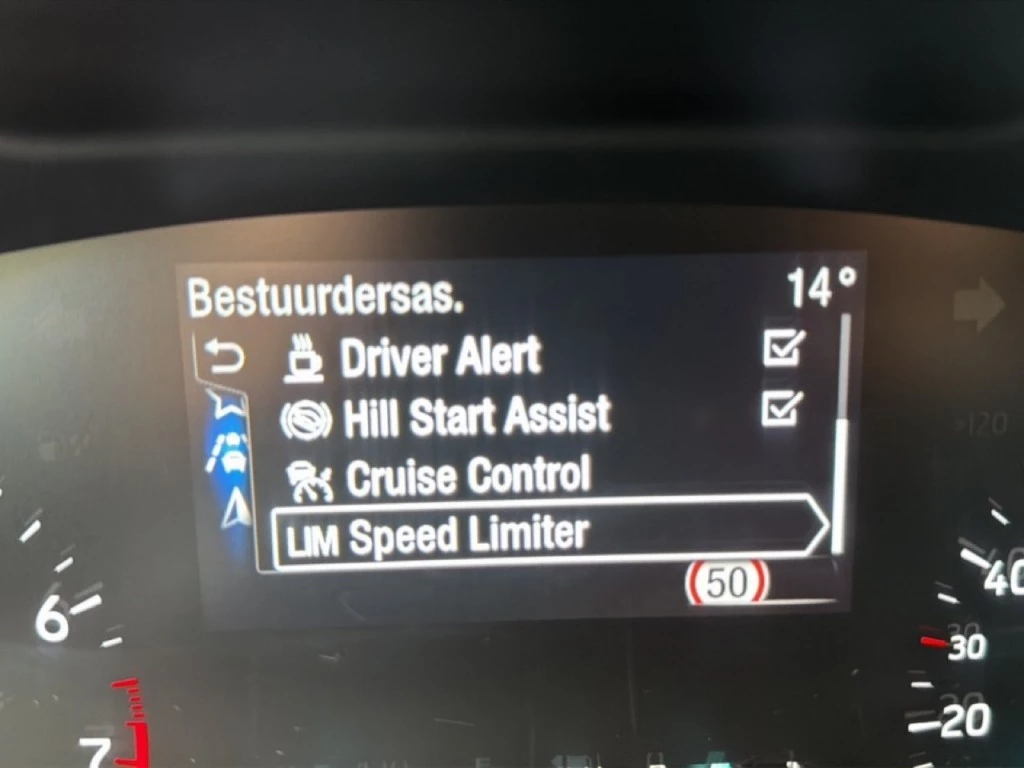 Bestuurdersas.
14°
Driver Alert
Hill Start Assist
Cruise Control
LIM Speed Limiter
50
120
40
6
30
20
7